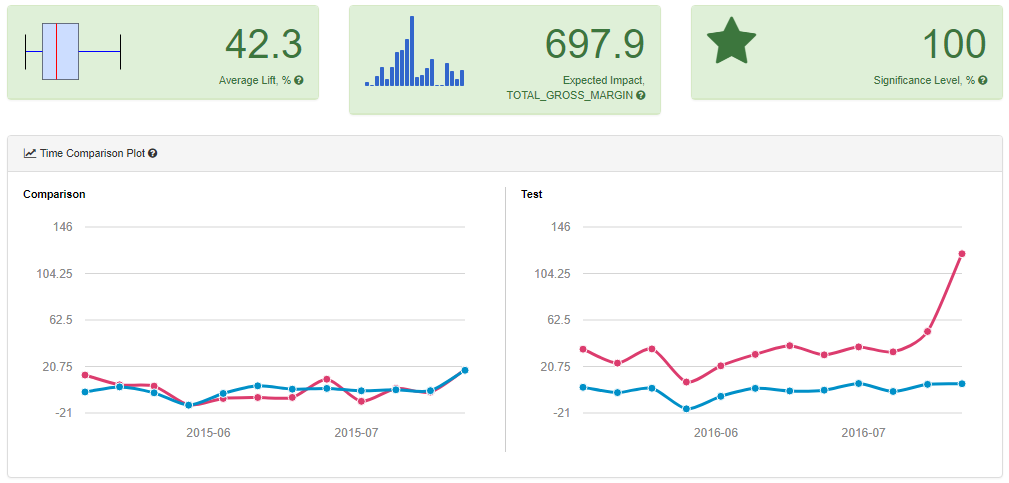 42.3
Average Lift, %
697.9
Expected Impact,
TOTAL_GROSS_MARGIN
100
Significance Level, %
Time Comparison Plot
Comparison
146
104.25
62.5
20.75
-21
2015-06 2015-07
Test
146
104.25
62.5
20.75
-21
2016-06 2016-07